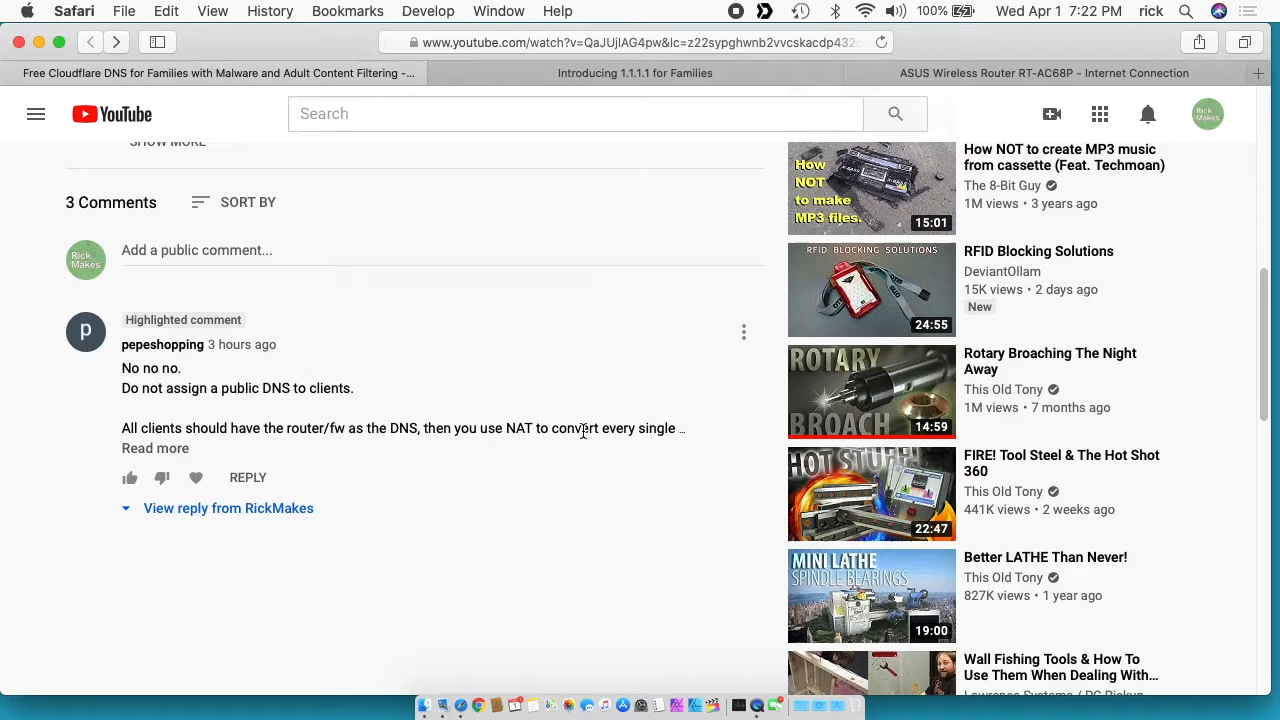 Safari File Edit View History Bookmarks Develop Window Help 100% Wed Apr 1 7:22 PM rick
www.youtube.com/watch?v=QaJUjlAG4pw&lc=z22sypghwnb2vvcskacdp432
Free Cloudflare DNS for Families with Malware and Adult Content Filtering -... Introducing 1.1.1.1 for Families ASUS Wireless Router RT-AC68P - Internet Connection
YouTube Search Rick Makes
SHOW MORE
3 Comments SORT BY
Rick Makes Add a public comment...
Highlighted comment
p pepeshopping 3 hours ago
No no no.
Do not assign a public DNS to clients.
All clients should have the router/fw as the DNS, then you use NAT to convert every single ...
Read more
REPLY
View reply from RickMakes
How
NOT
to make
MP3 files.
15:01
How NOT to create MP3 music
from cassette (Feat. Techmoan)
The 8-Bit Guy
1M views • 3 years ago
RFID BLOCKING SOLUTIONS
24:55
RFID Blocking Solutions
DeviantOllam
15K views • 2 days ago
New
ROTARY
BROACH
14:59
Rotary Broaching The Night
Away
This Old Tony
1M views • 7 months ago
HOT STUFF!
22:47
FIRE! Tool Steel & The Hot Shot
360
This Old Tony
441K views • 2 weeks ago
MINI LATHE
SPINDLE BEARINGS
19:00
Better LATHE Than Never!
This Old Tony
827K views • 1 year ago
Wall Fishing Tools & How To
Use Them When Dealing With...
Lawrence Systems / PC Pickup